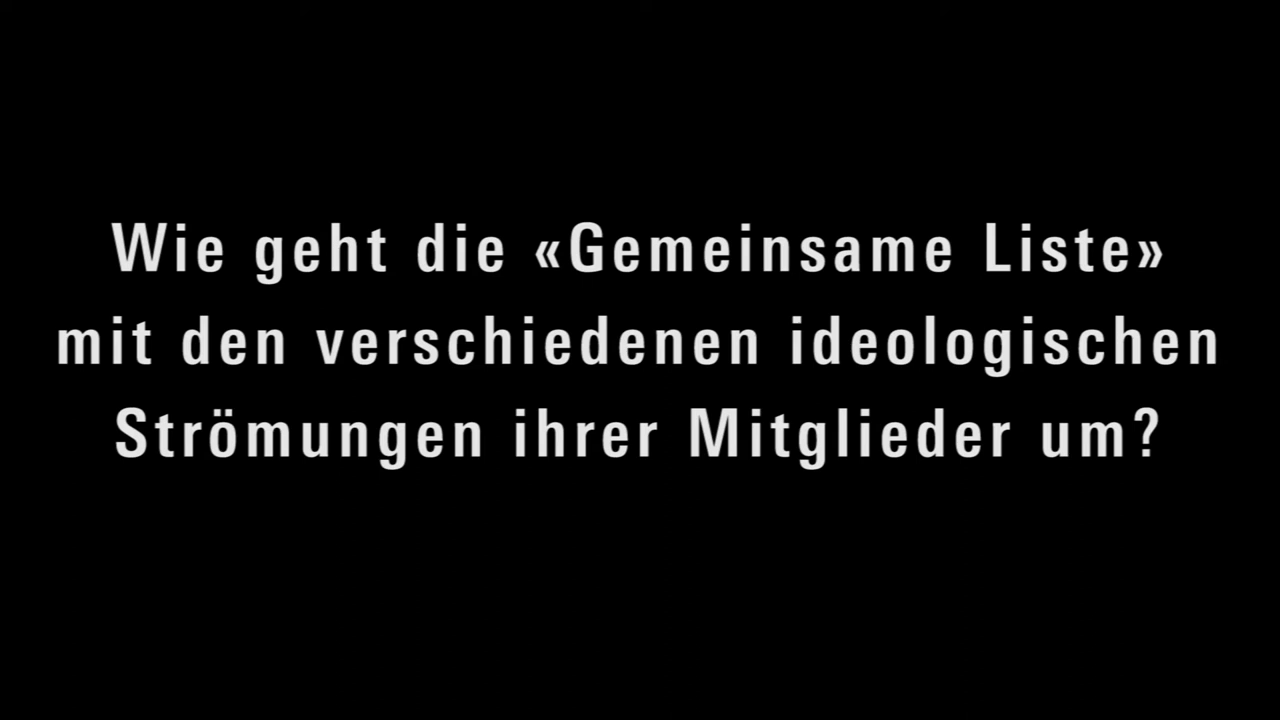 Wie geht die «Gemeinsame Liste»
mit den verschiedenen ideologischen
Strömungen ihrer Mitglieder um?